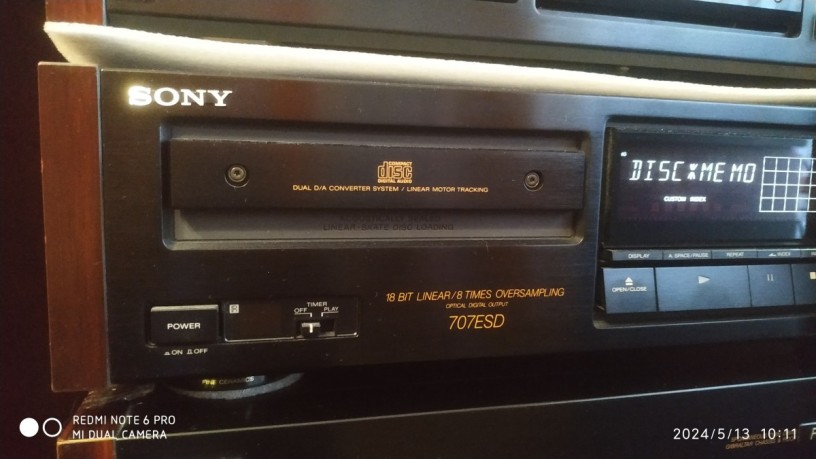 SONY
COMPACT
disc
DIGITAL AUDIO
DUAL D/A CONVERTER SYSTEM / LINEAR MOTOR TRACKING
LINEAR-SKATE DISC LOADING
DISC MEMO
CUSTOM INDEX
DISPLAY A.SPACE/PAUSE REPEAT INDEX
OPEN/CLOSE
18 BIT LINEAR/8 TIMES OVERSAMPLING
OPTICAL DIGITAL OUTPUT
707ESD
TIMER
OFF PLAY
POWER
ON OFF
FINE CERAMICS
REDMI NOTE 6 PRO
MI DUAL CAMERA
2024/5/13 10:11